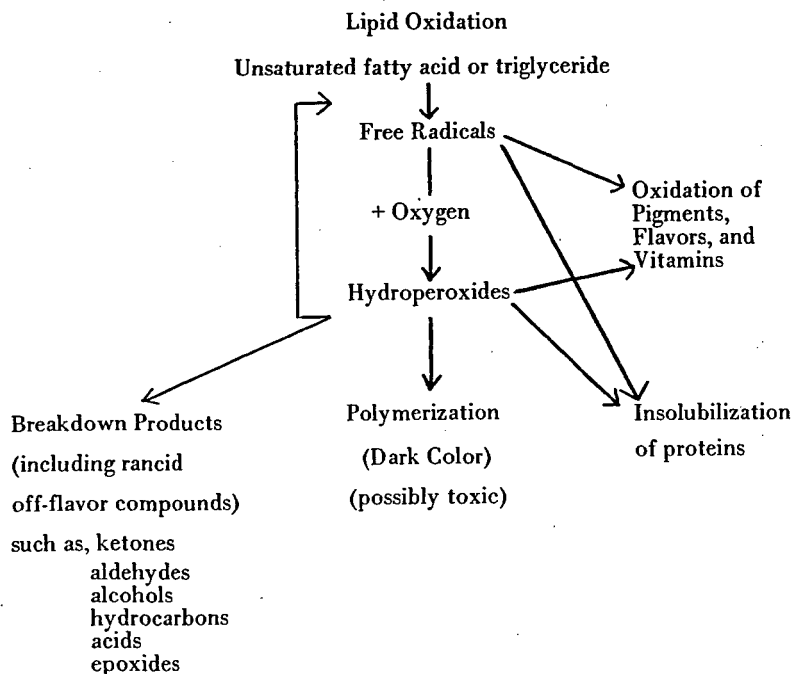 Lipid Oxidation
Unsaturated fatty acid or triglyceride
Free Radicals
+ Oxygen
Hydroperoxides
Oxidation of
Pigments,
Flavors, and
Vitamins
Breakdown Products
(including rancid
off-flavor compounds)
such as, ketones
aldehydes
alcohols
hydrocarbons
acids
epoxides
Polymerization
(Dark Color)
(possibly toxic)
Insolubilization
of proteins